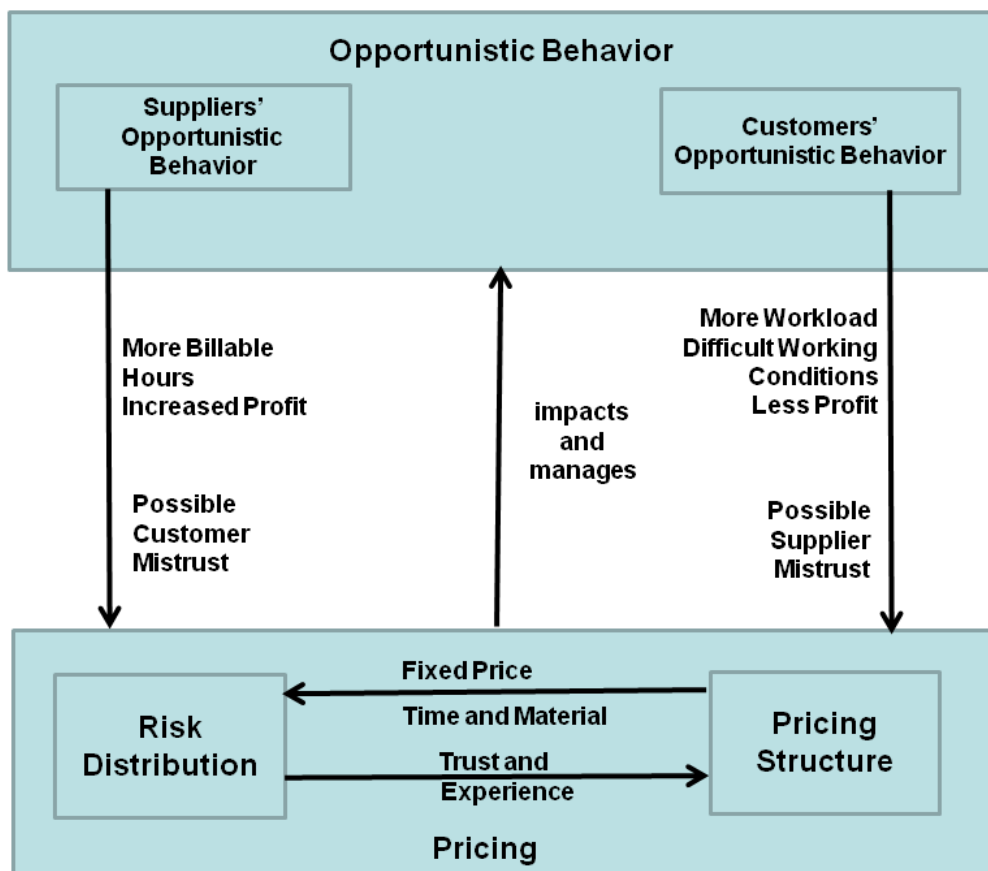 Opportunistic Behavior
Suppliers’
Opportunistic
Behavior
Customers’
Opportunistic Behavior
More Billable
Hours
Increased Profit
Possible
Customer
Mistrust
impacts
and
manages
More Workload
Difficult Working
Conditions
Less Profit
Possible
Supplier
Mistrust
Risk
Distribution
Fixed Price
Time and Material
Trust and
Experience
Pricing
Structure
Pricing